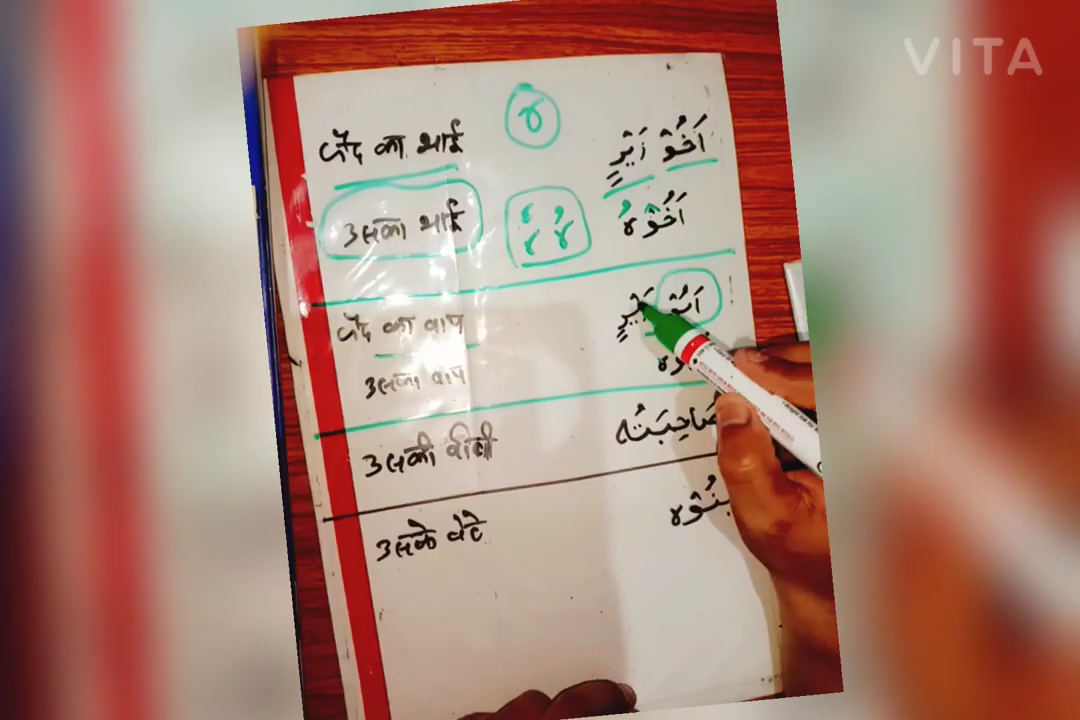 VITA
ء
ज़ैद का भाई اَخُوْ زَيْدٍ
उसका भाई ء ءُ ء ء اَخُوْهُ
ज़ैद का बाप اَبُوْ
उसका बाप
उसकी बीवी صَاحِبَتُه
उसके बेटे بَنُوْه